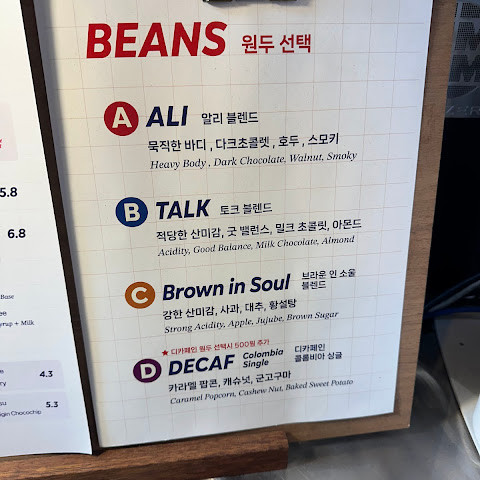 BEANS 원두 선택
A ALI 알리 블렌드
묵직한 바디 , 다크초콜렛 , 호두 , 스모키
Heavy Body , Dark Chocolate, Walnut, Smoky
B TALK 토크 블렌드
적당한 산미감, 굿 밸런스, 밀크 초콜릿, 아몬드
Acidity, Good Balance, Milk Chocolate, Almond
C Brown in Soul 브라운 인 소울
블렌드
강한 산미감, 사과, 대추, 황설탕
Strong Acidity, Apple, Jujube, Brown Sugar
★ 디카페인 원두 선택시 500원 추가
D DECAF Colombia Single 디카페인
콜롬비아 싱글
카라멜 팝콘, 캐슈넛, 군고구마
Caramel Popcorn, Cashew Nut, Baked Sweet Potato
5.8
6.8
Base
+ Milk
4.3
5.3
Chocochip